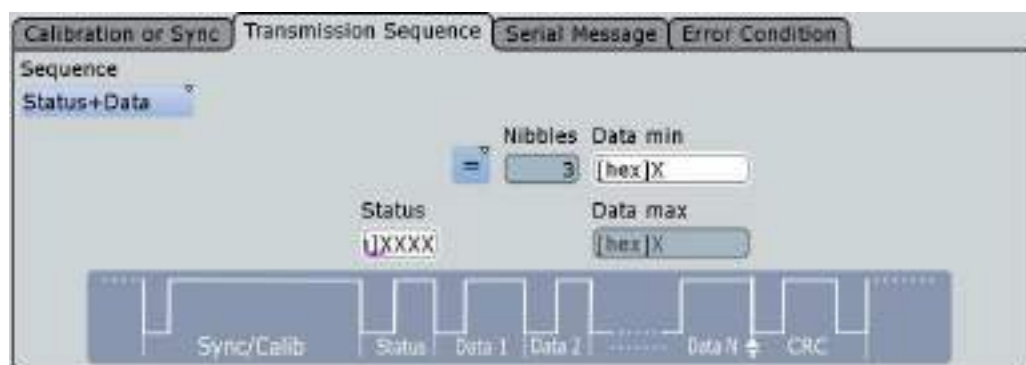 Calibration or Sync Transmission Sequence Serial Message Error Condition
Sequence
Status+Data
Nibbles Data min
= 3 [hex]X
Status Data max
]XXXX [hex]X
Sync/Calib Status Data 1 Data 2 Data N CRC